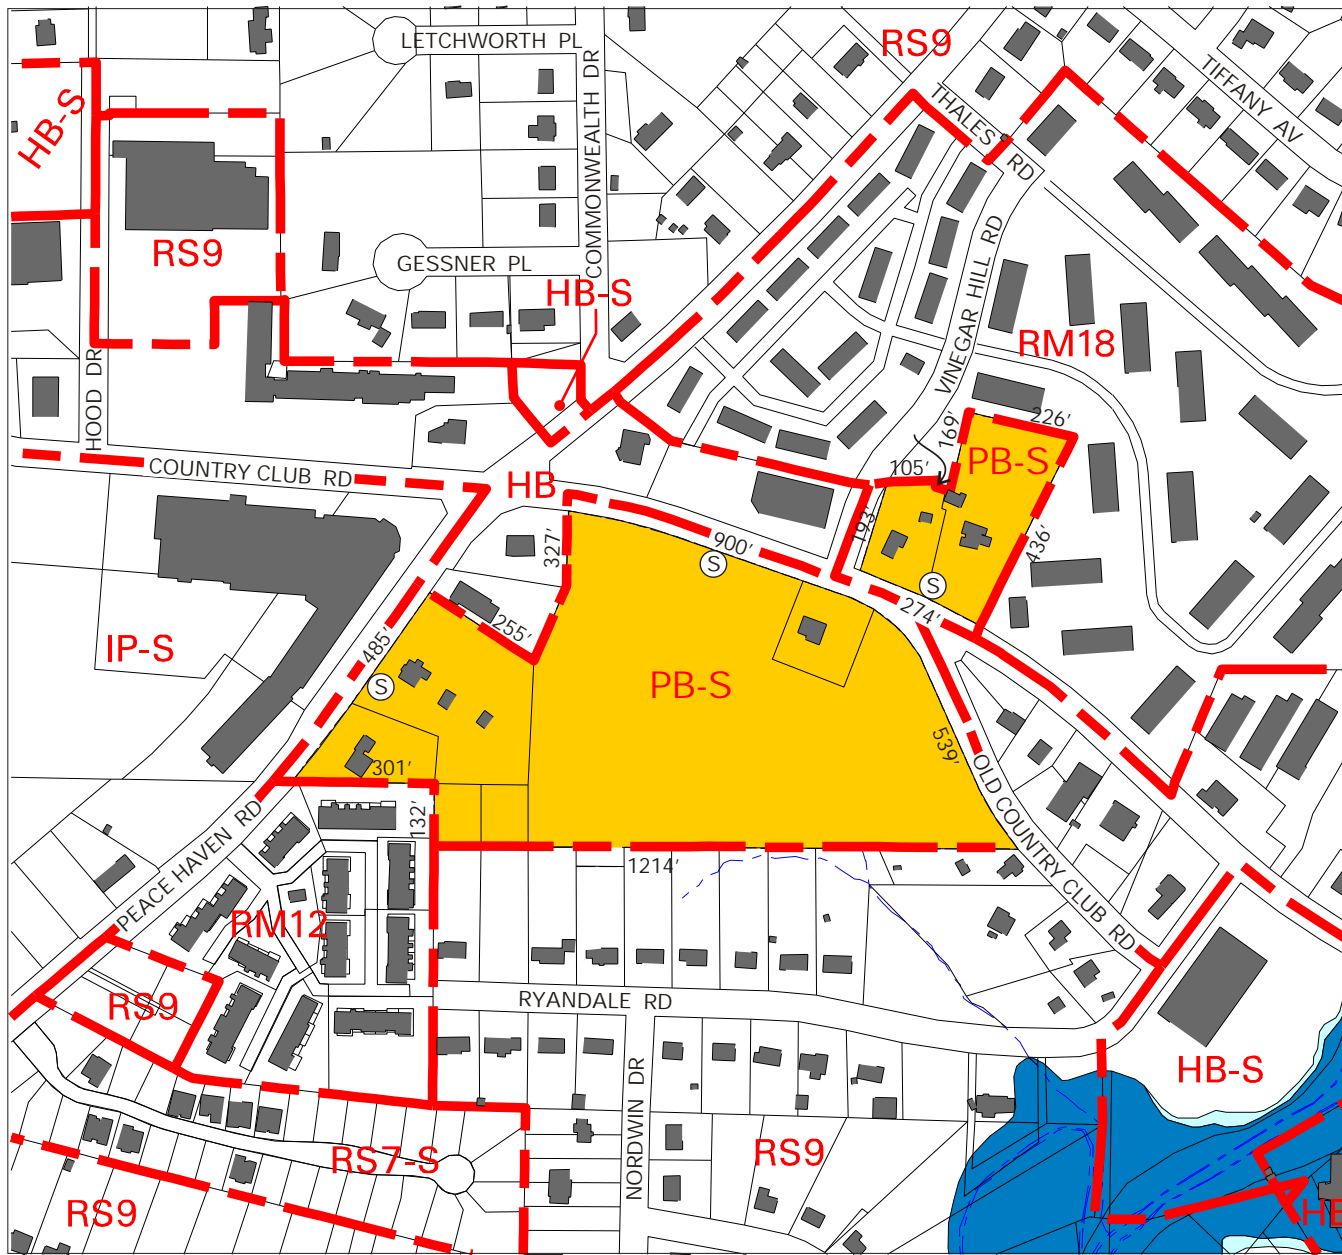 LETCHWORTH PL
RS9
COMMONWEALTH DR
THALES RD
TIFFANY AV
HB-S
RS9
GESSNER PL
HB-S
VINEGAR HILL RD
RM18
HOOD DR
COUNTRY CLUB RD
HB
169'
226'
105'
PB-S
193'
327'
900'
436'
S
S
274'
255'
485'
IP-S
S
PB-S
301'
539'
OLD COUNTRY CLUB RD
132'
1214'
PEACE HAVEN RD
RM12
RS9
RYANDALE RD
NORDWIN DR
HB-S
RS7-S
RS9
RS9
HB